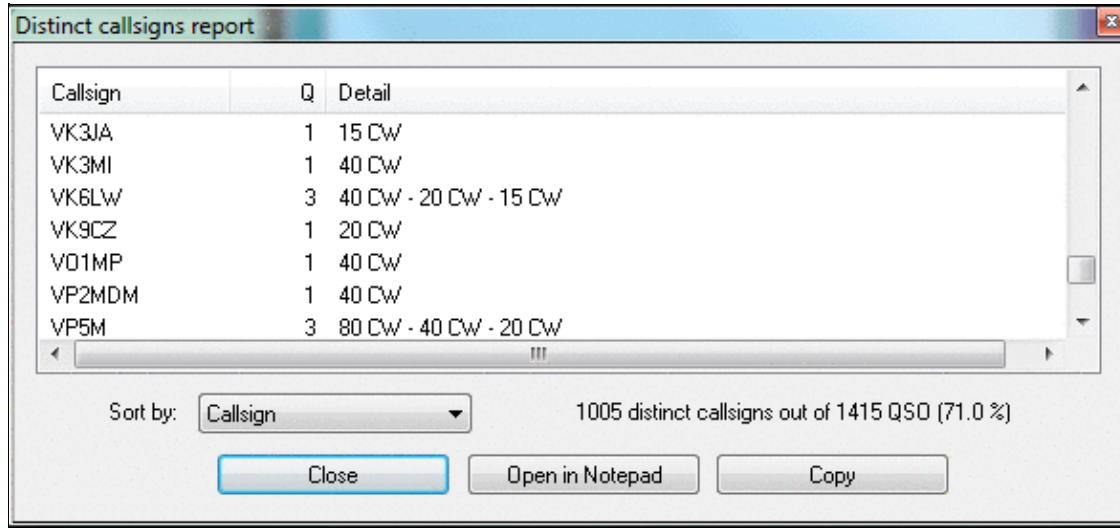 Distinct callsigns report
Callsign Q Detail
VK3JA 1 15 CW
VK3MI 1 40 CW
VK6LW 3 40 CW - 20 CW - 15 CW
VK9CZ 1 20 CW
VO1MP 1 40 CW
VP2MDM 1 40 CW
VP5M 3 80 CW - 40 CW - 20 CW
Sort by: Callsign 1005 distinct callsigns out of 1415 QSO (71.0 %)
Close Open in Notepad Copy